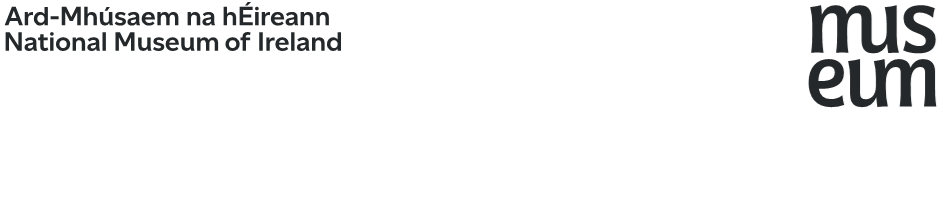 Ard-Mhúsaem na hÉireann
National Museum of Ireland
mus
eum